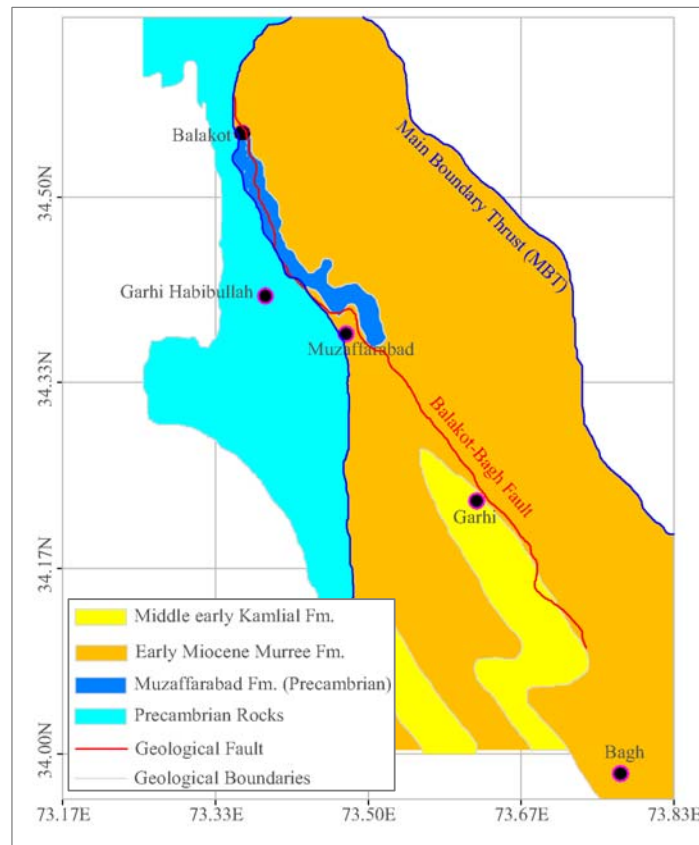 Balakot
34.50N
Main Boundary Thrust (MBT)
Garhi Habibullah
Muzaffarabad
34.33N
Balakot-Bagh Fault
Garhi
34.17N
Middle early Kamlial Fm.
Early Miocene Murree Fm.
Muzaffarabad Fm. (Precambrian)
Precambrian Rocks
Geological Fault
Geological Boundaries
34.00N
Bagh
73.17E 73.33E 73.50E 73.67E 73.83E